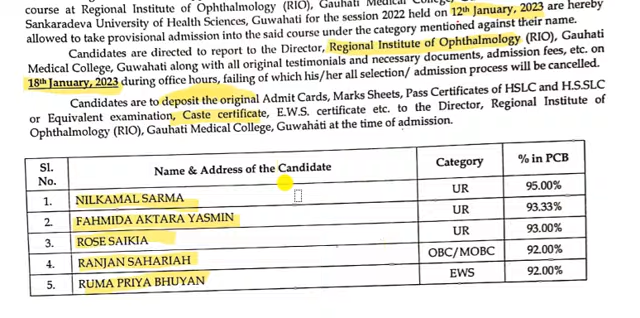 course at Regional Institute of Ophthalmology (RIO), Gauhati Medical College,
Sankaradeva University of Health Sciences, Guwahati for the session 2022 held on 12th January, 2023 are hereby
allowed to take provisional admission into the said course under the category mentioned against their name.
Candidates are directed to report to the Director, Regional Institute of Ophthalmology (RIO), Gauhati
Medical College, Guwahati along with all original testimonials and necessary documents, admission fees, etc. on
18th January, 2023 during office hours, failing of which his/her all selection/ admission process will be cancelled.
Candidates are to deposit the original Admit Cards, Marks Sheets, Pass Certificates of HSLC and H.S.SLC
or Equivalent examination, Caste certificate, E.W.S. certificate etc. to the Director, Regional Institute of
Ophthalmology (RIO), Gauhati Medical College, Guwahati at the time of admission.
Sl. No. Name & Address of the Candidate Category % in PCB
1. NILKAMAL SARMA UR 95.00%
2. FAHMIDA AKTARA YASMIN UR 93.33%
3. ROSE SAIKIA UR 93.00%
4. RANJAN SAHARIAH OBC/MOBC 92.00%
5. RUMA PRIYA BHUYAN EWS 92.00%